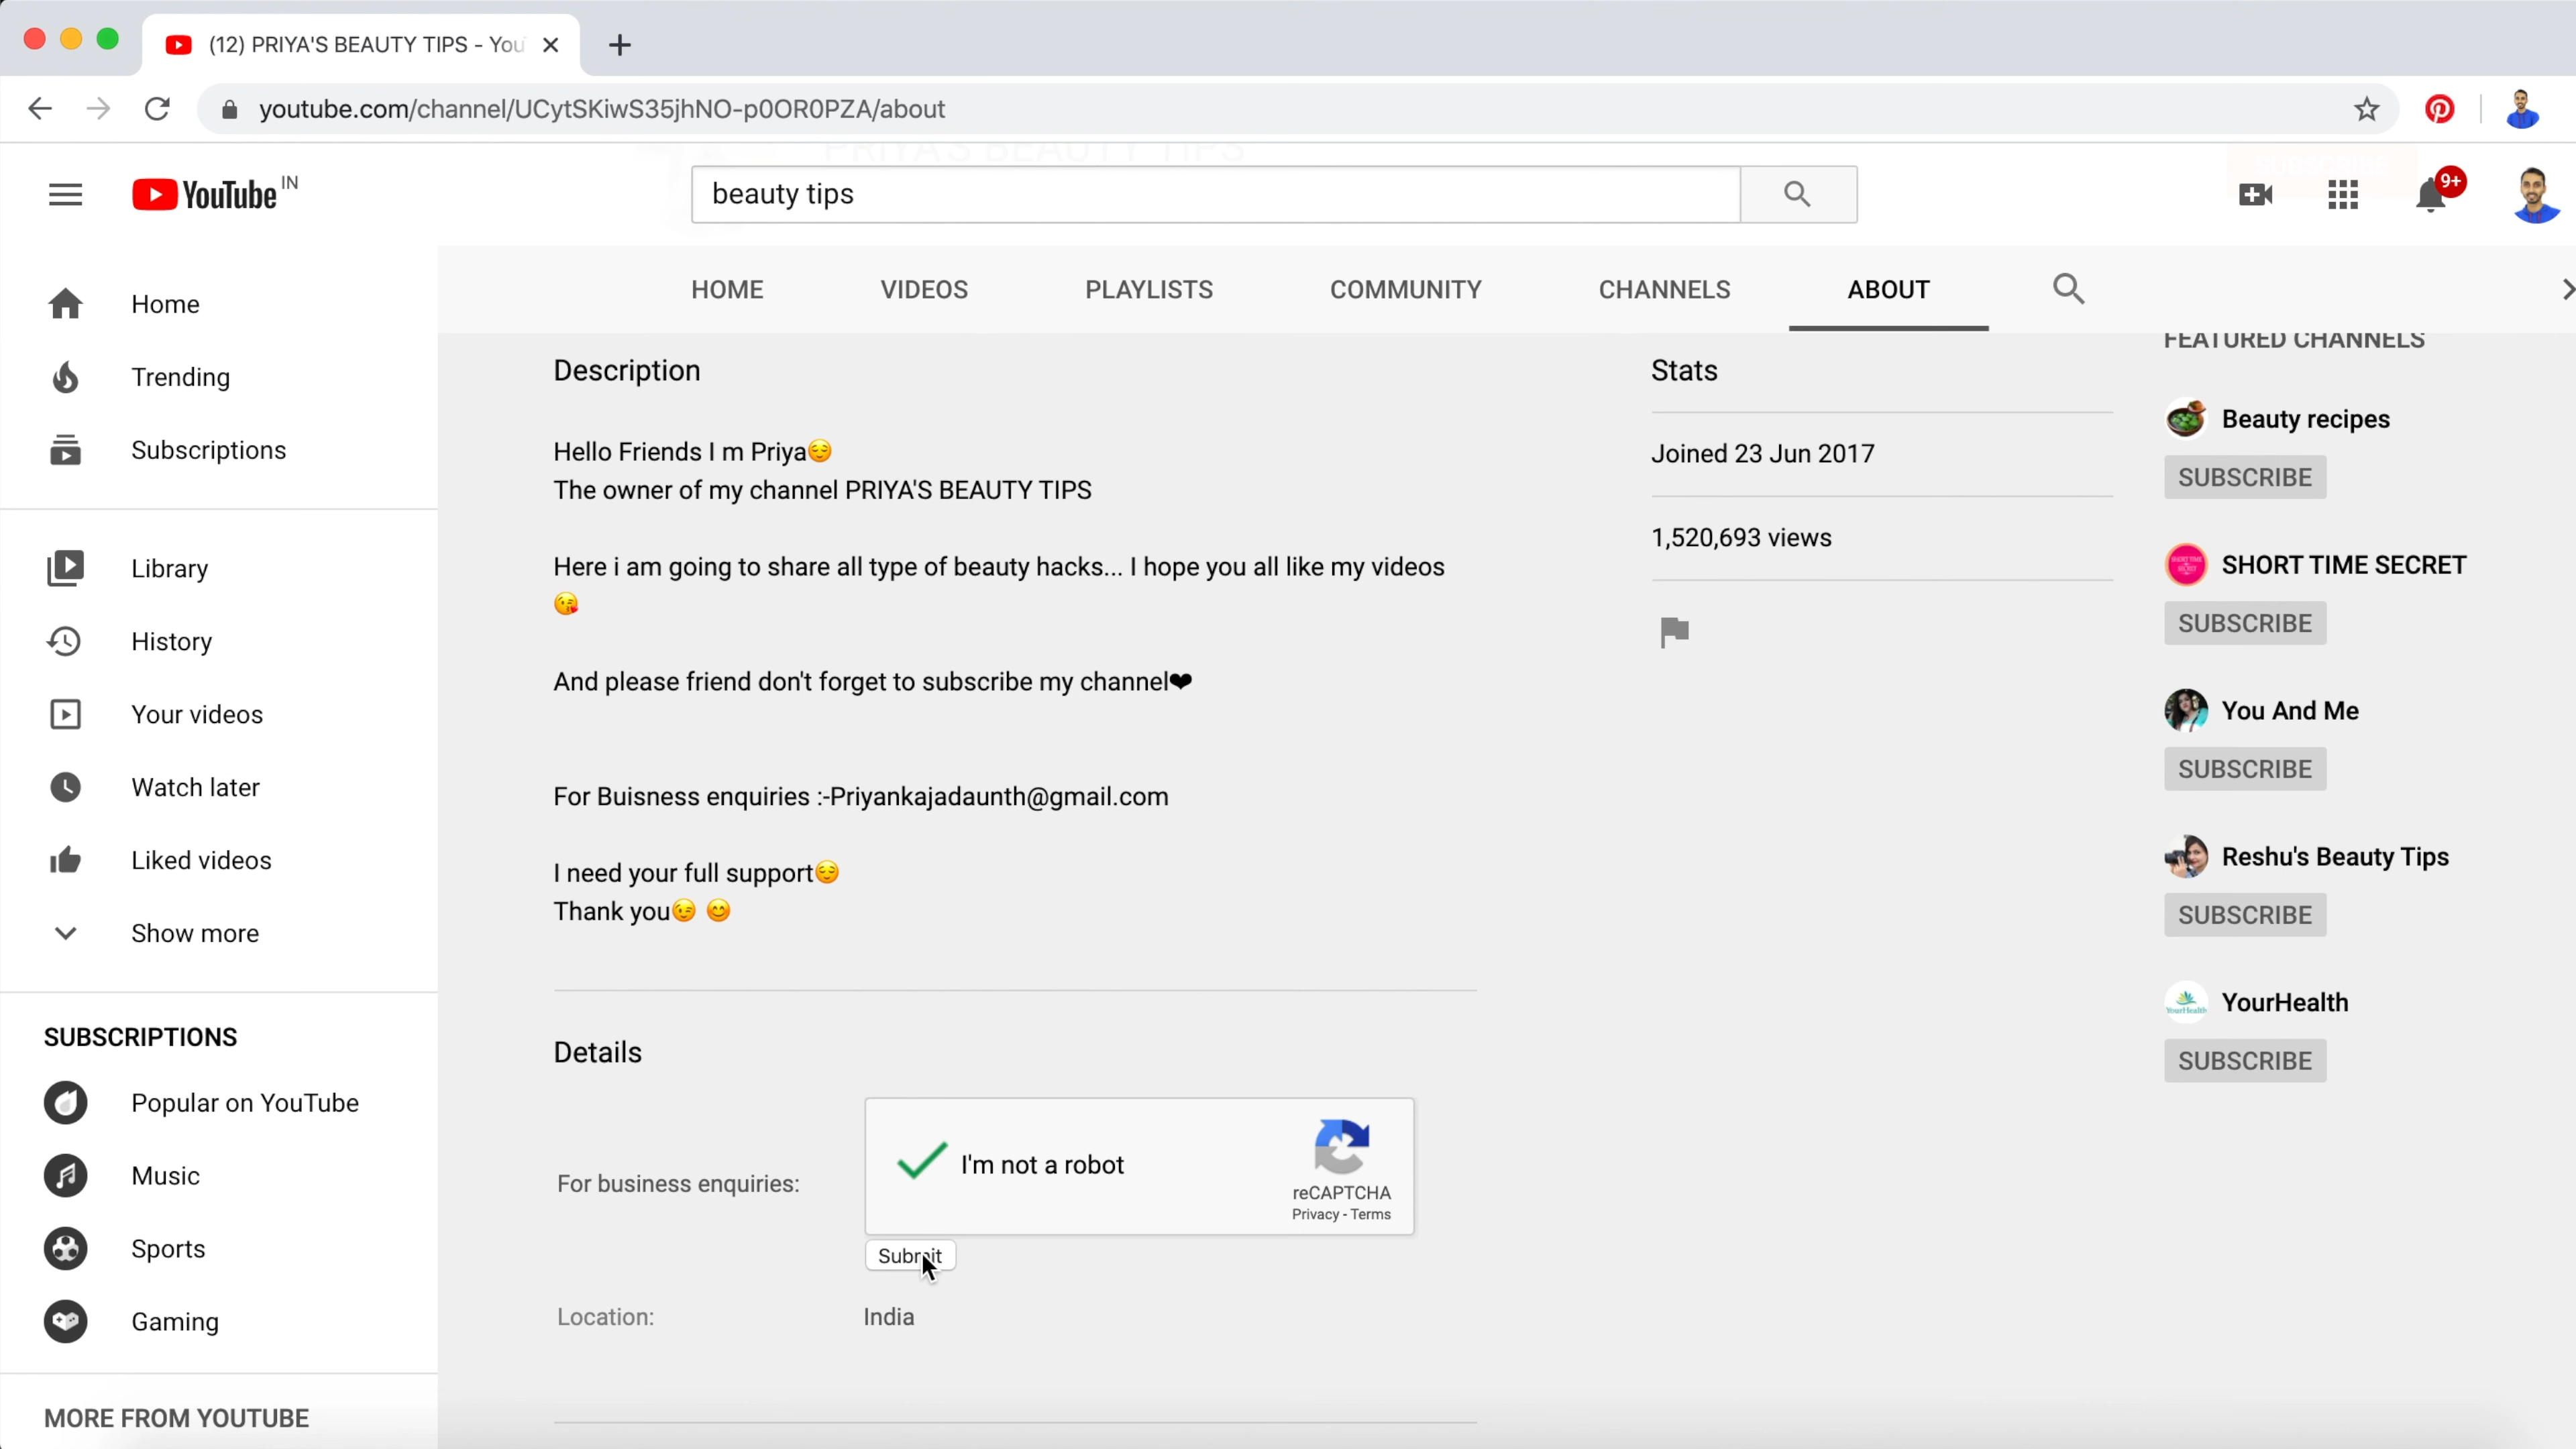 (12) PRIYA'S BEAUTY TIPS - You
youtube.com/channel/UCytSKiwS35jhNO-p0OR0PZA/about
PRIYA'S BEAUTY TIPS
YouTube IN
beauty tips
9+
HOME VIDEOS PLAYLISTS COMMUNITY CHANNELS ABOUT
Home
Trending
Subscriptions
Library
History
Your videos
Watch later
Liked videos
Show more
SUBSCRIPTIONS
Popular on YouTube
Music
Sports
Gaming
MORE FROM YOUTUBE
Description
Hello Friends I m Priya😌
The owner of my channel PRIYA'S BEAUTY TIPS
Here i am going to share all type of beauty hacks... I hope you all like my videos
😘
And please friend don't forget to subscribe my channel❤
For Buisness enquiries :-Priyankajadaunth@gmail.com
I need your full support😌
Thank you😉 😊
Details
For business enquiries:
I'm not a robot
reCAPTCHA
Privacy - Terms
Submit
Location: India
Stats
Joined 23 Jun 2017
1,520,693 views
FEATURED CHANNELS
Beauty recipes
SUBSCRIBE
SHORT TIME SECRET
SUBSCRIBE
You And Me
SUBSCRIBE
Reshu's Beauty Tips
SUBSCRIBE
YourHealth
YourHealth
SUBSCRIBE